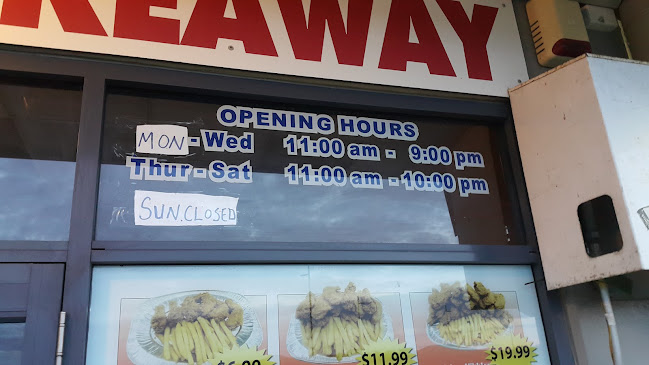 KEAWAY
OPENING HOURS
MON - Wed 11:00 am - 9:00 pm
Thur - Sat 11:00 am - 10:00 pm
SUN. CLOSED
$11.99
$19.99